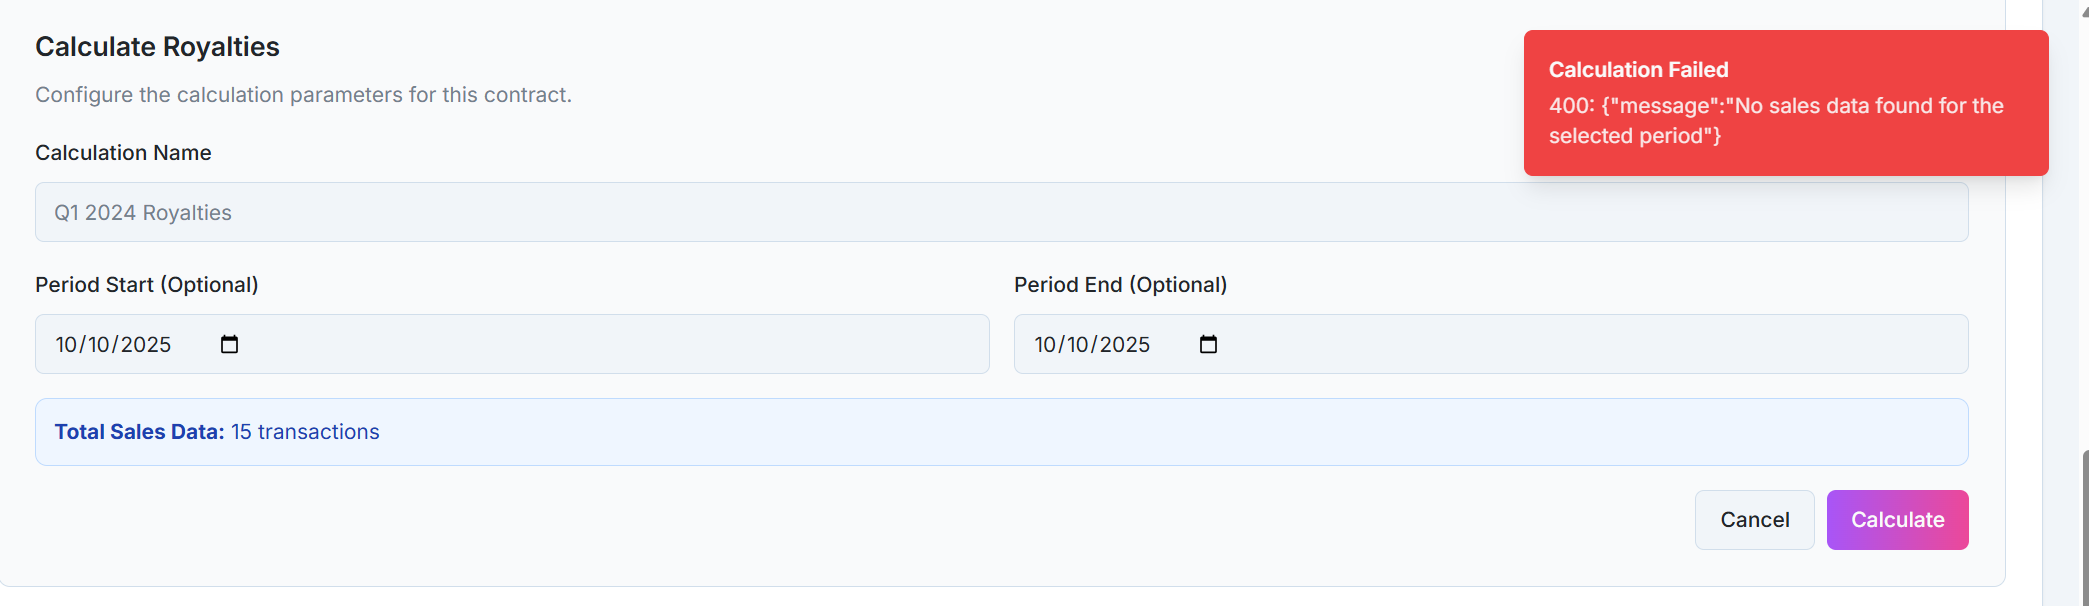 Calculate Royalties
Configure the calculation parameters for this contract.
Calculation Failed
400: {"message":"No sales data found for the
selected period"}
Calculation Name
Q1 2024 Royalties
Period Start (Optional)
Period End (Optional)
10/10/2025
10/10/2025
Total Sales Data: 15 transactions
Cancel
Calculate